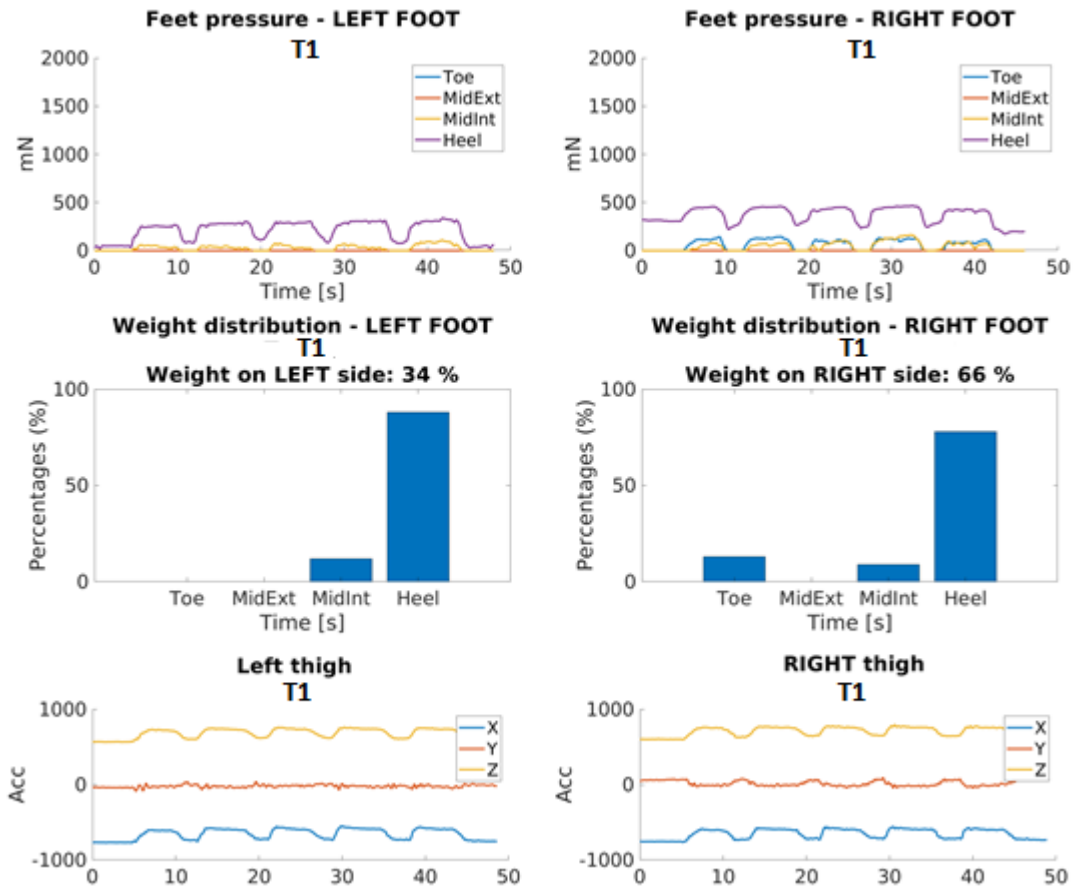 Feet pressure - LEFT FOOT
T1
2000
1500
1000
500
0
mN
Toe
MidExt
MidInt
Heel
0 10 20 30 40 50
Time [s]
Feet pressure - RIGHT FOOT
T1
2000
1500
1000
500
0
mN
Toe
MidExt
MidInt
Heel
0 10 20 30 40 50
Time [s]
Weight distribution - LEFT FOOT
T1
Weight on LEFT side: 34 %
100
50
0
Percentages (%)
Toe MidExt MidInt Heel
Time [s]
Weight distribution - RIGHT FOOT
T1
Weight on RIGHT side: 66 %
100
50
0
Percentages (%)
Toe MidExt MidInt Heel
Time [s]
Left thigh
T1
1000
0
-1000
Acc
X
Y
Z
0 10 20 30 40 50
RIGHT thigh
T1
1000
0
-1000
Acc
X
Y
Z
0 10 20 30 40 50